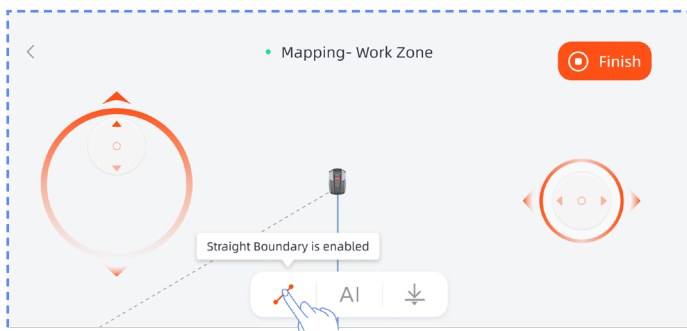 Mapping- Work Zone
Finish
Straight Boundary is enabled
AI